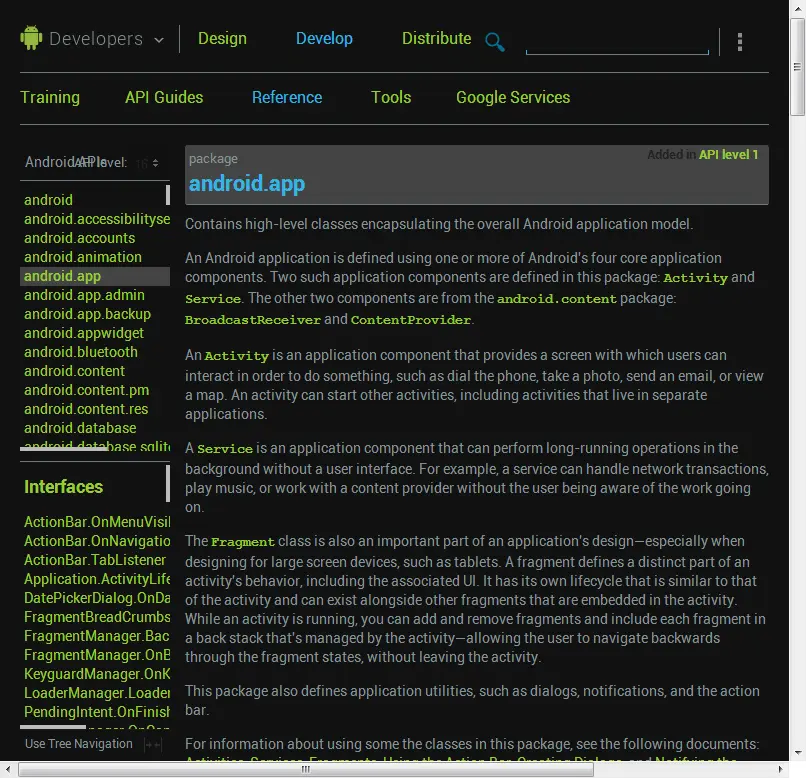 Developers
Design
Develop
Distribute
Training
API Guides
Reference
Tools
Google Services
Android APIs
API level: 16
android
android.accessibilityse
android.accounts
android.animation
android.app
android.app.admin
android.app.backup
android.appwidget
android.bluetooth
android.content
android.content.pm
android.content.res
android.database
android.database.sqlite
Interfaces
ActionBar.OnMenuVisi
ActionBar.OnNavigatio
ActionBar.TabListener
Application.ActivityLife
DatePickerDialog.OnDa
FragmentBreadCrumbs
FragmentManager.Bac
FragmentManager.OnB
KeyguardManager.OnK
LoaderManager.Loader
PendingIntent.OnFinish
Use Tree Navigation
package
Added in API level 1
android.app
Contains high-level classes encapsulating the overall Android application model.
An Android application is defined using one or more of Android's four core application
components. Two such application components are defined in this package: Activity and
Service. The other two components are from the android.content package:
BroadcastReceiver and ContentProvider.
An Activity is an application component that provides a screen with which users can
interact in order to do something, such as dial the phone, take a photo, send an email, or view
a map. An activity can start other activities, including activities that live in separate
applications.
A Service is an application component that can perform long-running operations in the
background without a user interface. For example, a service can handle network transactions,
play music, or work with a content provider without the user being aware of the work going
on.
The Fragment class is also an important part of an application's design—especially when
designing for large screen devices, such as tablets. A fragment defines a distinct part of an
activity's behavior, including the associated UI. It has its own lifecycle that is similar to that
of the activity and can exist alongside other fragments that are embedded in the activity.
While an activity is running, you can add and remove fragments and include each fragment in
a back stack that's managed by the activity—allowing the user to navigate backwards
through the fragment states, without leaving the activity.
This package also defines application utilities, such as dialogs, notifications, and the action
bar.
For information about using some the classes in this package, see the following documents:
Activities, Services, Fragments, Using the Action Bar, Creating Dialogs, and Notifying the